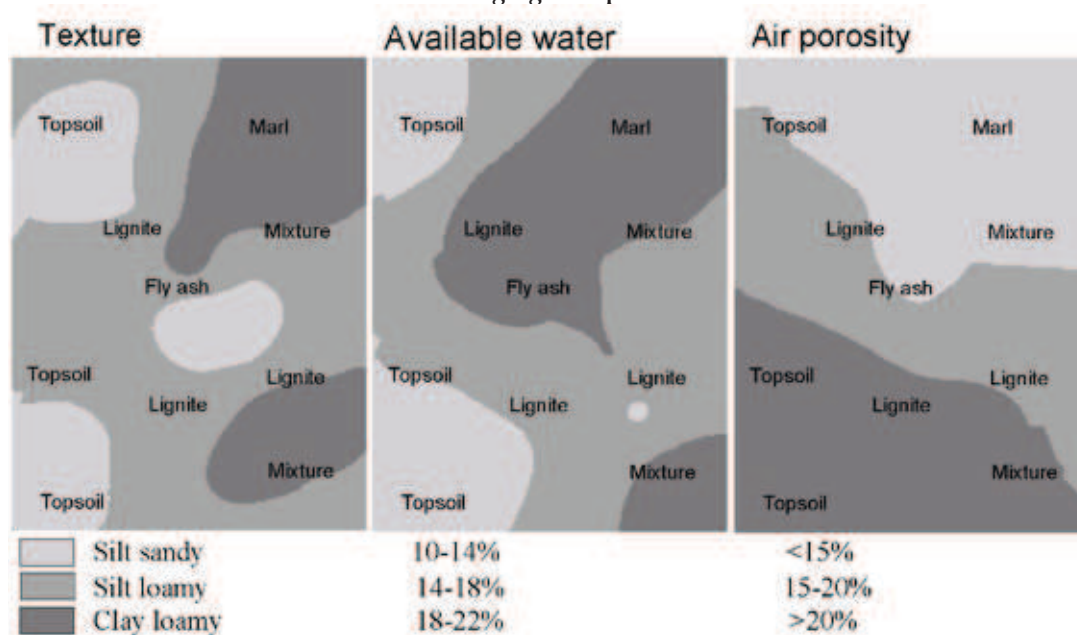 Texture
Topsoil Marl
Lignite Mixture
Fly ash
Topsoil Lignite
Lignite
Mixture
Topsoil
Available water
Topsoil Marl
Lignite Mixture
Fly ash
Topsoil Lignite
Lignite
Mixture
Topsoil
Air porosity
Topsoil Marl
Lignite Mixture
Fly ash
Topsoil Lignite
Lignite
Mixture
Topsoil
Silt sandy 10-14% <15%
Silt loamy 14-18% 15-20%
Clay loamy 18-22% >20%